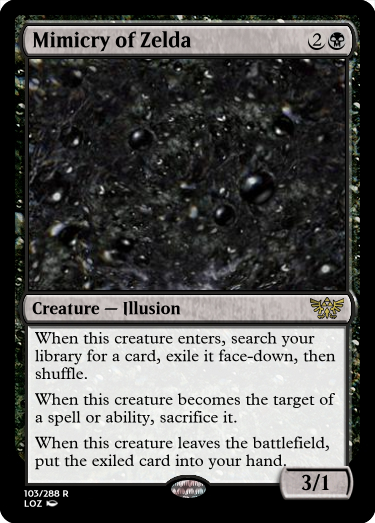 Mimicry of Zelda 2
Creature — Illusion
When this creature enters, search your
library for a card, exile it face-down, then
shuffle.
When this creature becomes the target of
a spell or ability, sacrifice it.
When this creature leaves the battlefield,
put the exiled card into your hand.
3/1
103/288 R
LOZ